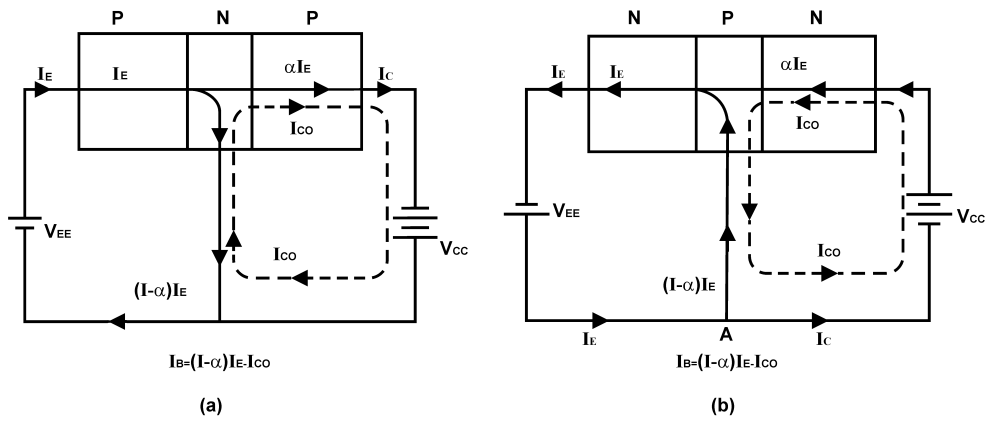 P N P
IE IE αIE IC
ICO
VEE
ICO
VCC
(I-α)IE
IB=(I-α)IE-ICO
(a)
N P N
IE IE αIE
ICO
VEE
VCC
ICO
(I-α)IE
IE A IC
IB=(I-α)IE-ICO
(b)